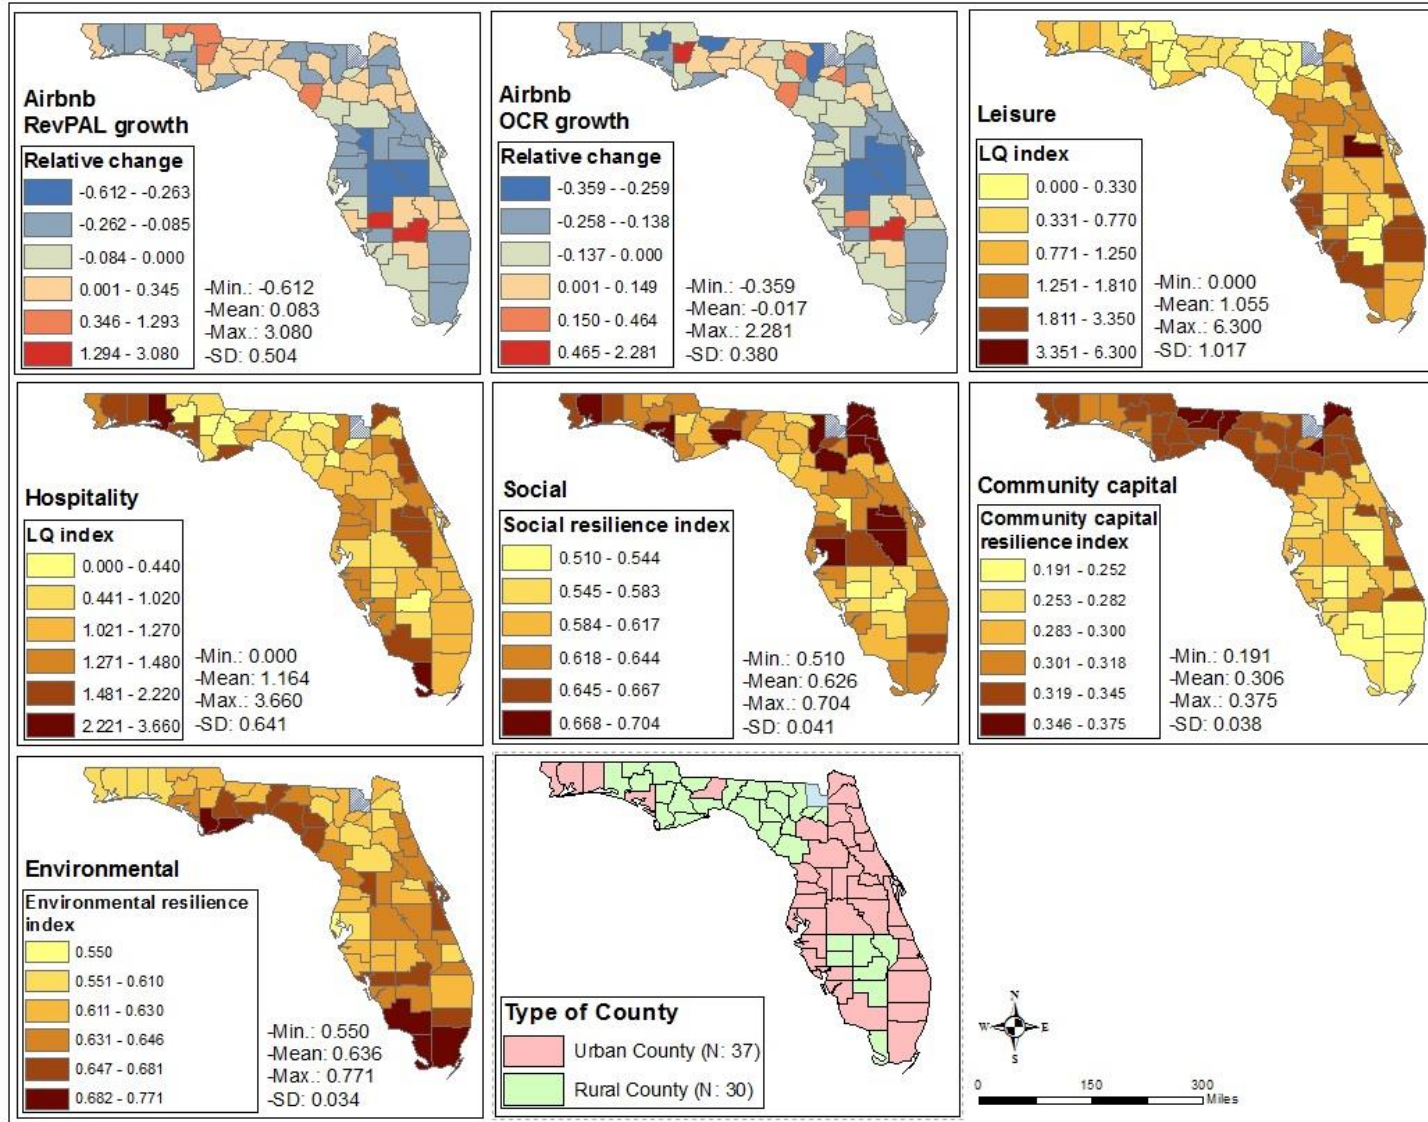 Airbnb
RevPAL growth
Relative change
-0.612 - -0.263
-0.262 - -0.085
-0.084 - 0.000
0.001 - 0.345
0.346 - 1.293
1.294 - 3.080
-Min.: -0.612
-Mean: 0.083
-Max.: 3.080
-SD: 0.504
Airbnb
OCR growth
Relative change
-0.359 - -0.259
-0.258 - -0.138
-0.137 - 0.000
0.001 - 0.149
0.150 - 0.464
0.465 - 2.281
-Min.: -0.359
-Mean: -0.017
-Max.: 2.281
-SD: 0.380
Leisure
LQ index
0.000 - 0.330
0.331 - 0.770
0.771 - 1.250
1.251 - 1.810
1.811 - 3.350
3.351 - 6.300
-Min.: 0.000
-Mean: 1.055
-Max.: 6.300
-SD: 1.017
Hospitality
LQ index
0.000 - 0.440
0.441 - 1.020
1.021 - 1.270
1.271 - 1.480
1.481 - 2.220
2.221 - 3.660
-Min.: 0.000
-Mean: 1.164
-Max.: 3.660
-SD: 0.641
Social
Social resilience index
0.510 - 0.544
0.545 - 0.583
0.584 - 0.617
0.618 - 0.644
0.645 - 0.667
0.668 - 0.704
-Min.: 0.510
-Mean: 0.626
-Max.: 0.704
-SD: 0.041
Community capital
Community capital
resilience index
0.191 - 0.252
0.253 - 0.282
0.283 - 0.300
0.301 - 0.318
0.319 - 0.345
0.346 - 0.375
-Min.: 0.191
-Mean: 0.306
-Max.: 0.375
-SD: 0.038
Environmental
Environmental resilience
index
0.550
0.551 - 0.610
0.611 - 0.630
0.631 - 0.646
0.647 - 0.681
0.682 - 0.771
-Min.: 0.550
-Mean: 0.636
-Max.: 0.771
-SD: 0.034
Type of County
Urban County (N: 37)
Rural County (N: 30)
N
W E
S
0 150 300
Miles